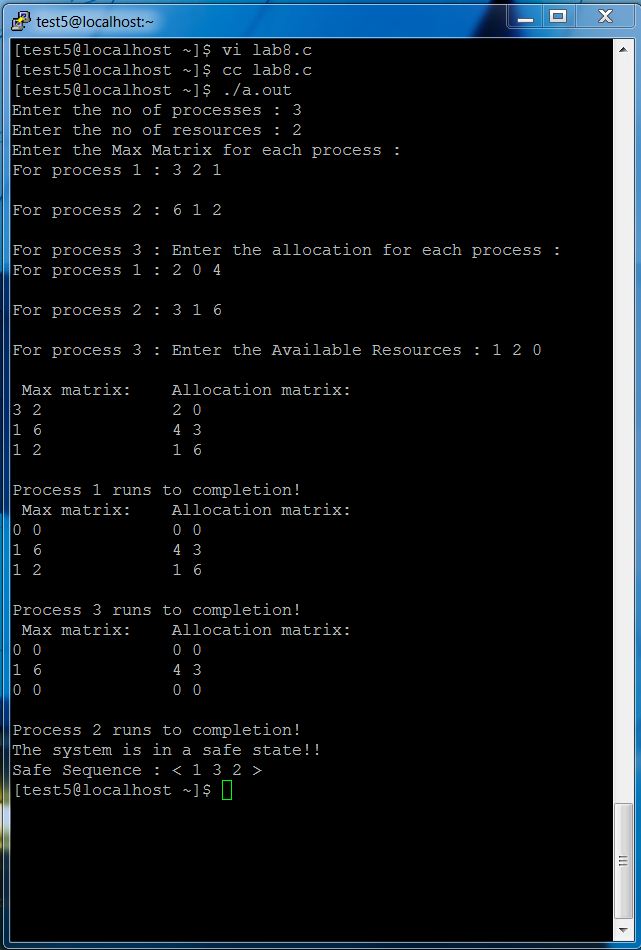 test5@localhost:~
[test5@localhost ~]$ vi lab8.c
[test5@localhost ~]$ cc lab8.c
[test5@localhost ~]$ ./a.out
Enter the no of processes : 3
Enter the no of resources : 2
Enter the Max Matrix for each process :
For process 1 : 3 2 1
For process 2 : 6 1 2
For process 3 : Enter the allocation for each process :
For process 1 : 2 0 4
For process 2 : 3 1 6
For process 3 : Enter the Available Resources : 1 2 0
Max matrix:    Allocation matrix:
3 2             2 0
1 6             4 3
1 2             1 6
Process 1 runs to completion!
Max matrix:    Allocation matrix:
0 0             0 0
1 6             4 3
1 2             1 6
Process 3 runs to completion!
Max matrix:    Allocation matrix:
0 0             0 0
1 6             4 3
0 0             0 0
Process 2 runs to completion!
The system is in a safe state!!
Safe Sequence : < 1 3 2 >
[test5@localhost ~]$